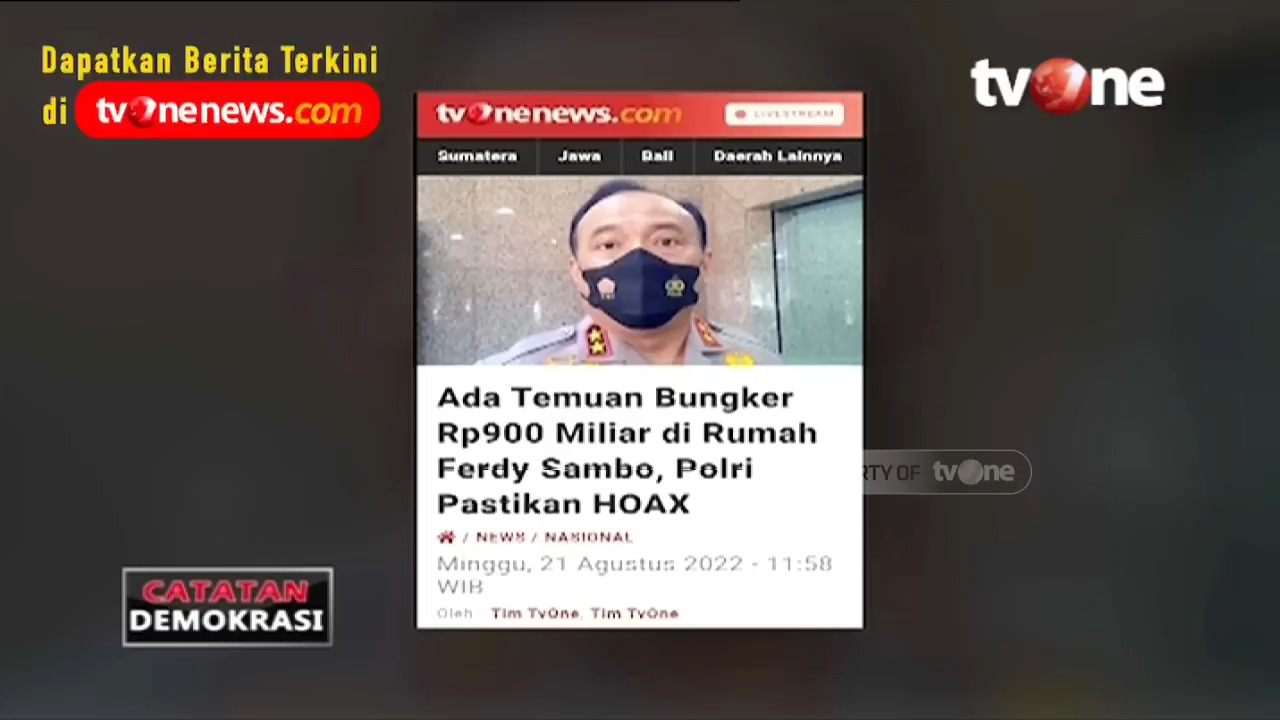 Dapatkan Berita Terkini
di tvOnenews.com
tvOne
tvOnenews.com
LIVESTREAM
Sumatera Jawa Bali Daerah Lainnya
Ada Temuan Bungker
Rp900 Miliar di Rumah
Ferdy Sambo, Polri
Pastikan HOAX
/ NEWS / NASIONAL
Minggu, 21 Agustus 2022 - 11:58
WIB
Oleh : Tim TvOne, Tim TvOne
RTY OF tvOne
CATATAN
DEMOKRASI